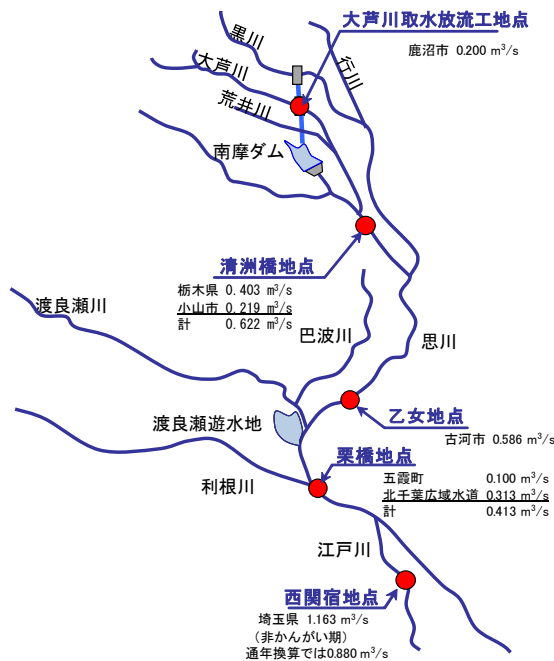 大芦川取水放流工地点
鹿沼市 0.200 m³/s
黒川
行川
大芦川
荒井川
南摩ダム
清洲橋地点
栃木県 0.403 m³/s
小山市 0.219 m³/s
計 0.622 m³/s
渡良瀬川
巴波川
思川
渡良瀬遊水地
乙女地点
古河市 0.586 m³/s
栗橋地点
五霞町 0.100 m³/s
北千葉広域水道 0.313 m³/s
計 0.413 m³/s
利根川
江戸川
西関宿地点
埼玉県 1.163 m³/s
(非かんがい期)
通年換算では0.880 m³/s